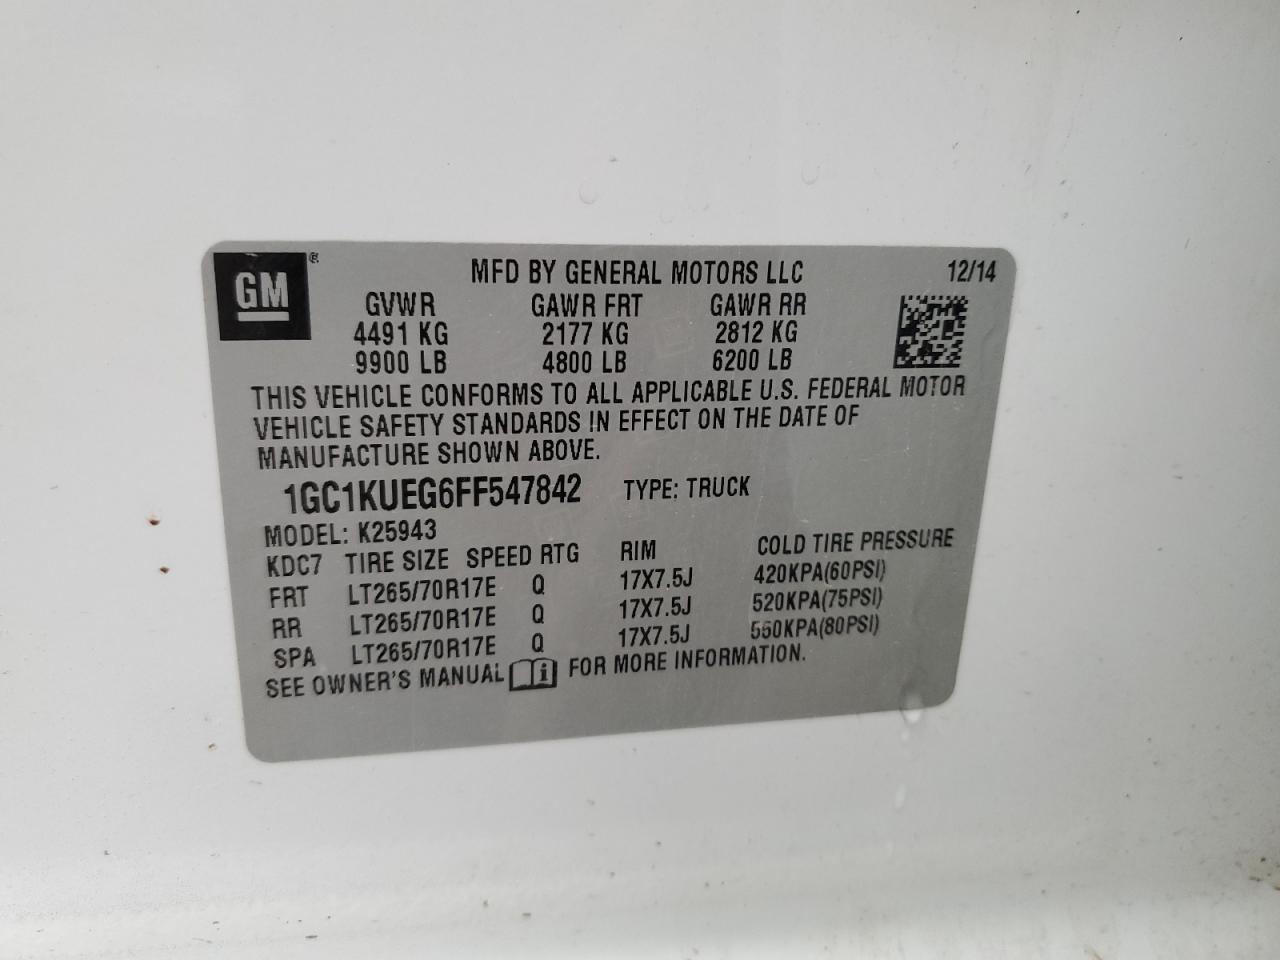 GM®
MFD BY GENERAL MOTORS LLC 12/14
GVWR GAWR FRT GAWR RR
4491 KG 2177 KG 2812 KG
9900 LB 4800 LB 6200 LB
THIS VEHICLE CONFORMS TO ALL APPLICABLE U.S. FEDERAL MOTOR
VEHICLE SAFETY STANDARDS IN EFFECT ON THE DATE OF
MANUFACTURE SHOWN ABOVE.
1GC1KUEG6FF547842 TYPE: TRUCK
MODEL: K25943
KDC7 TIRE SIZE SPEED RTG RIM COLD TIRE PRESSURE
FRT LT265/70R17E Q 17X7.5J 420KPA(60PSI)
RR LT265/70R17E Q 17X7.5J 520KPA(75PSI)
SPA LT265/70R17E Q 17X7.5J 550KPA(80PSI)
SEE OWNER'S MANUAL i FOR MORE INFORMATION.